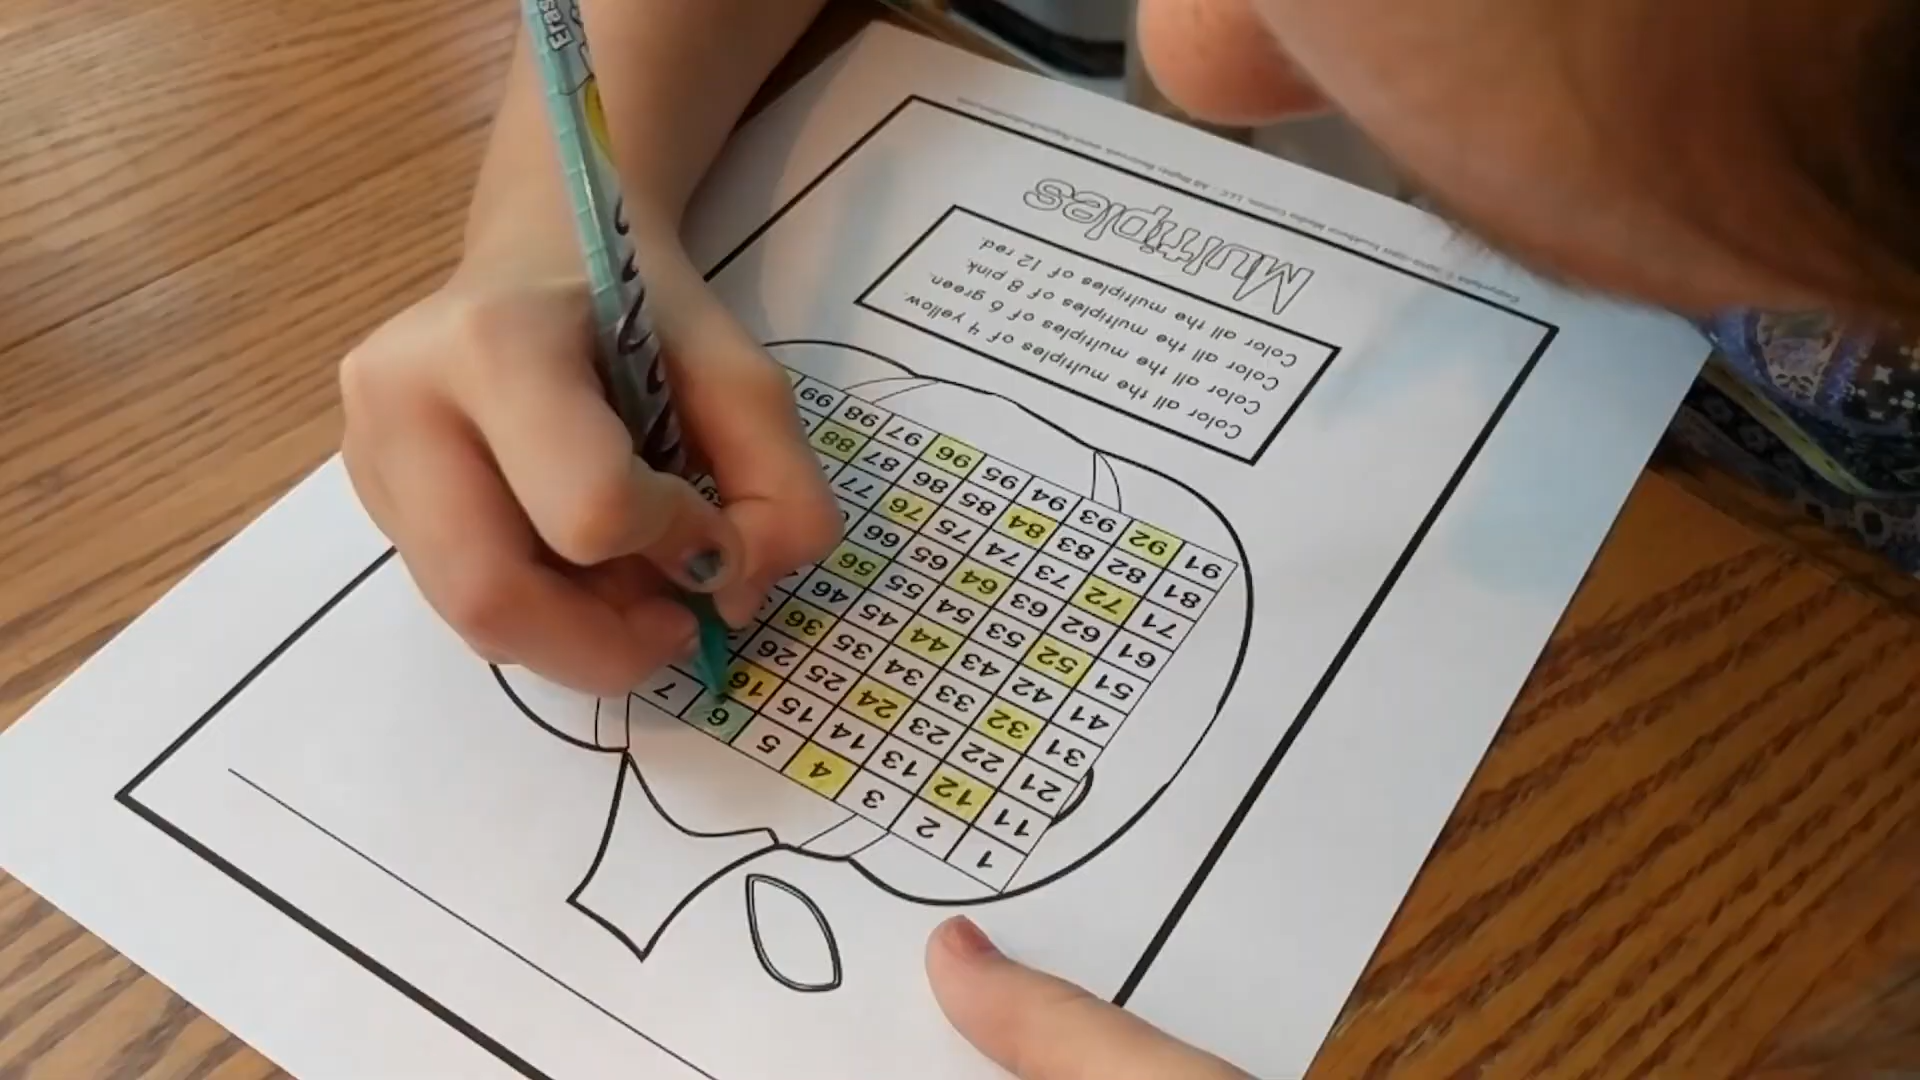 1 2 3 4 5 6 7
11 12 13 14 15 16
21 22 23 24 25 26
31 32 33 34 35 36
41 42 43 44 45 46
51 52 53 54 55 56
61 62 63 64 65 66
71 72 73 74 75 76 77
81 82 83 84 85 86 87 88
91 92 93 94 95 96 97 98 99
Color all the multiples of 4 yellow.
Color all the multiples of 6 green.
Color all the multiples of 8 pink.
Color all the multiples of 12 red.
Multiples
Eras